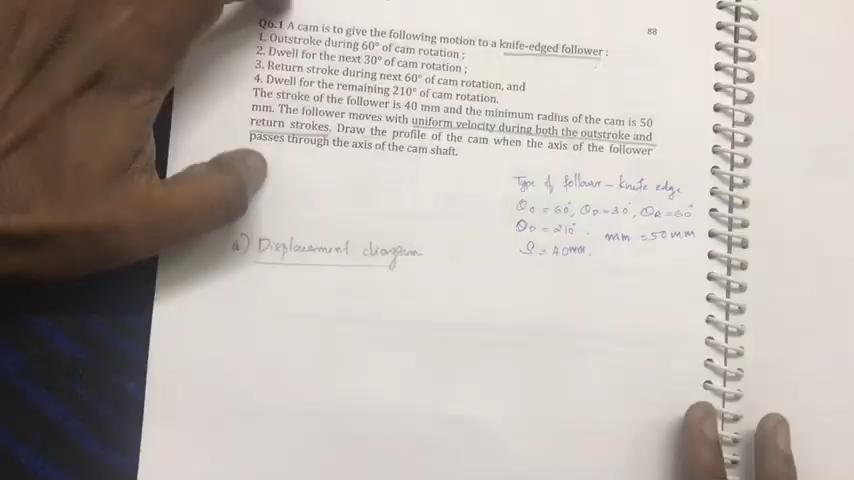 88
Q6.1 A cam is to give the following motion to a knife-edged follower :
1. Outstroke during 60° of cam rotation ;
2. Dwell for the next 30° of cam rotation ;
3. Return stroke during next 60° of cam rotation, and
4. Dwell for the remaining 210° of cam rotation.
The stroke of the follower is 40 mm and the minimum radius of the cam is 50
mm. The follower moves with uniform velocity during both the outstroke and
return strokes. Draw the profile of the cam when the axis of the follower
passes through the axis of the cam shaft.
Type of follower - knife edge
θO = 60°, θD = 30°, θR = 60°
θD = 210° . mm = 50 mm
S = 40mm.
a) Displacement diagram